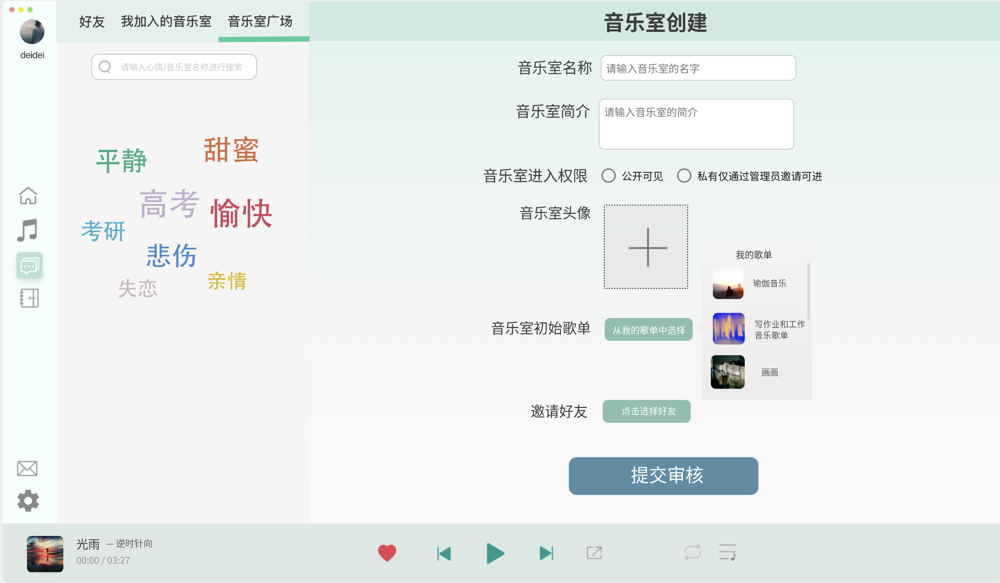 好友 我加入的音乐室 音乐室广场
音乐室创建
deidei
请输入心情/音乐室名称进行搜索
甜蜜
平静
高考
愉快
考研
悲伤
亲情
失恋
音乐室名称 请输入音乐室的名字
音乐室简介 请输入音乐室的简介
音乐室进入权限 公开可见 私有仅通过管理员邀请可进
音乐室头像
我的歌单
瑜伽音乐
写作业和工作
音乐歌单
画画
音乐室初始歌单 从我的歌单中选择
邀请好友 点击选择好友
提交审核
光雨 — 逆时针向
00:00 / 03:27